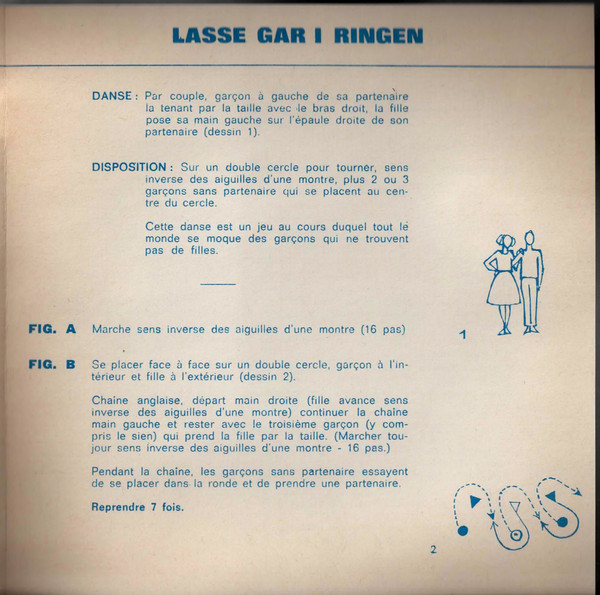 LASSE GAR I RINGEN
DANSE : Par couple, garçon à gauche de sa partenaire
la tenant par la taille avec le bras droit, la fille
pose sa main gauche sur l'épaule droite de son
partenaire (dessin 1).
DISPOSITION : Sur un double cercle pour tourner, sens
inverse des aiguilles d'une montre, plus 2 ou 3
garçons sans partenaire qui se placent au cen-
tre du cercle.
Cette danse est un jeu au cours duquel tout le
monde se moque des garçons qui ne trouvent
pas de filles.
FIG. A Marche sens inverse des aiguilles d'une montre (16 pas)
1
FIG. B Se placer face à face sur un double cercle, garçon à l'in-
térieur et fille à l'extérieur (dessin 2).
Chaîne anglaise, départ main droite (fille avance sens
inverse des aiguilles d'une montre) continuer la chaîne
main gauche et rester avec le troisième garçon (y com-
pris le sien) qui prend la fille par la taille. (Marcher tou-
jour sens inverse des aiguilles d'une montre - 16 pas.)
Pendant la chaîne, les garçons sans partenaire essayent
de se placer dans la ronde et de prendre une partenaire.
Reprendre 7 fois.
2